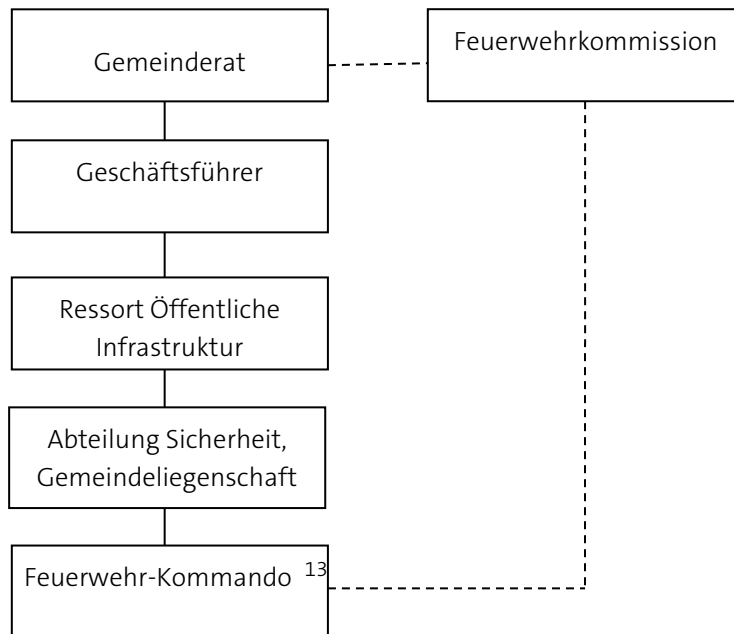 Gemeinderat
Feuerwehrkommission
Geschäftsführer
Ressort Öffentliche
Infrastruktur
Abteilung Sicherheit,
Gemeindeliegenschaft
Feuerwehr-Kommando 13